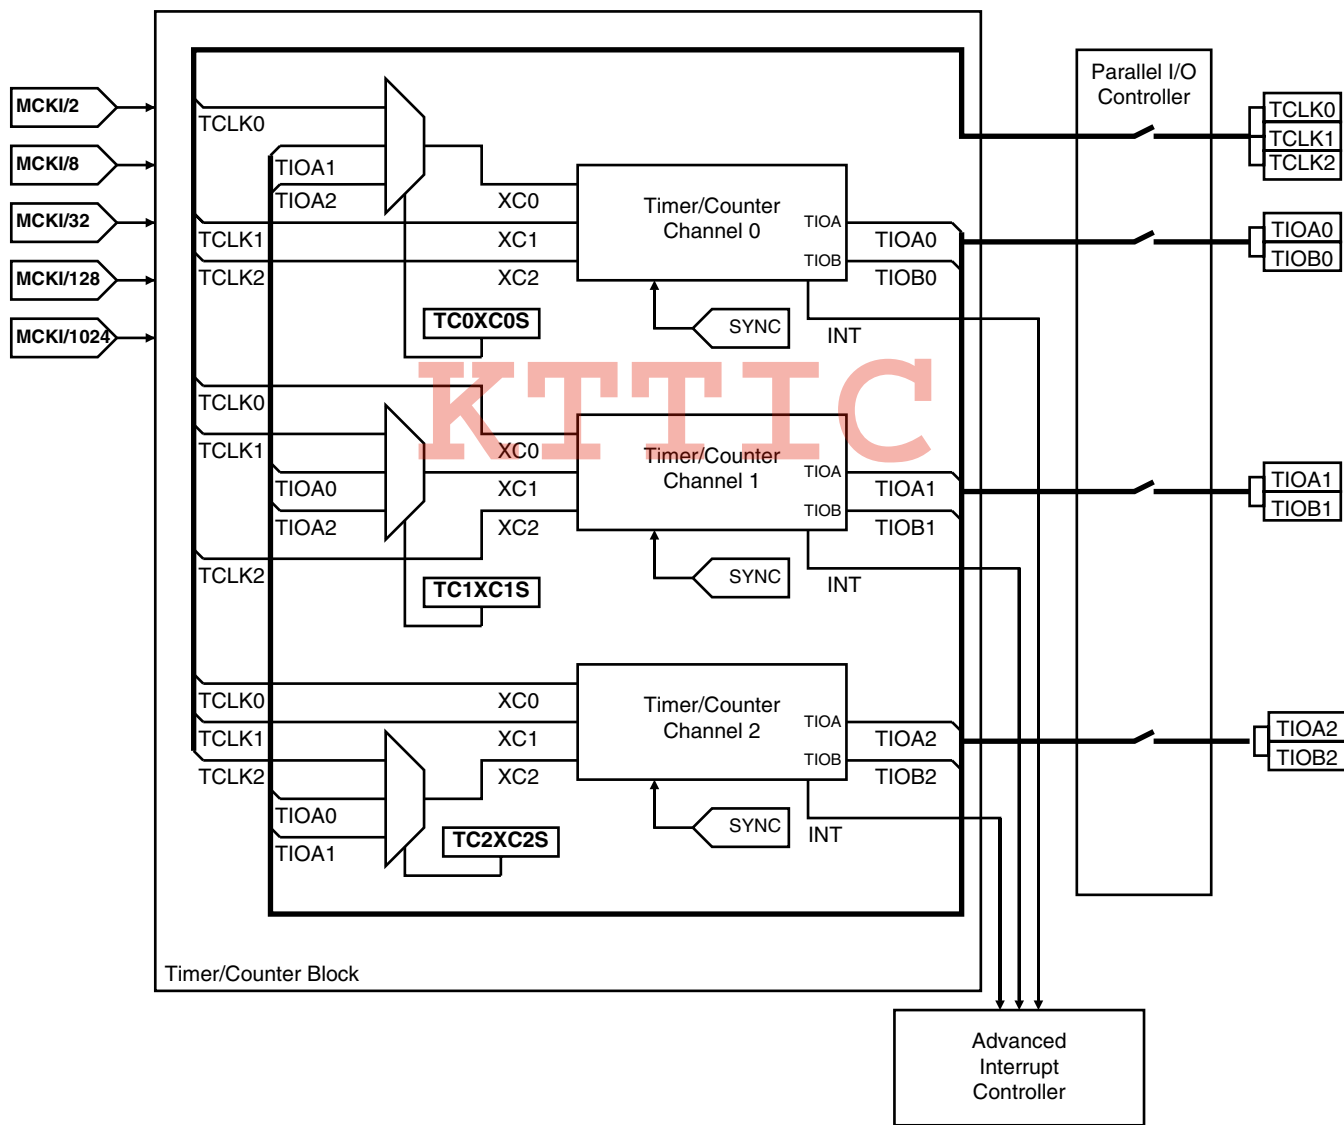 MCKI/2
MCKI/8
MCKI/32
MCKI/128
MCKI/1024
TCLK0
TIOA1
TIOA2
TCLK1
TCLK2
XC0
XC1
XC2
Timer/Counter
Channel 0
TIOA
TIOB
TIOA0
TIOB0
TC0XC0S
SYNC
INT
KTTIC
TCLK0
TCLK1
TIOA0
TIOA2
TCLK2
XC0
XC1
XC2
Timer/Counter
Channel 1
TIOA
TIOB
TIOA1
TIOB1
TC1XC1S
SYNC
INT
TCLK0
TCLK1
TCLK2
TIOA0
TIOA1
XC0
XC1
XC2
Timer/Counter
Channel 2
TIOA
TIOB
TIOA2
TIOB2
TC2XC2S
SYNC
INT
Timer/Counter Block
Parallel I/O
Controller
TCLK0
TCLK1
TCLK2
TIOA0
TIOB0
TIOA1
TIOB1
TIOA2
TIOB2
Advanced
Interrupt
Controller